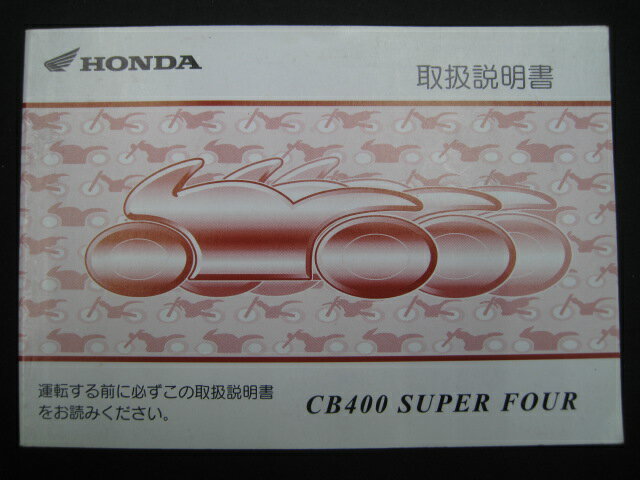 HONDA
取扱説明書
運転する前に必ずこの取扱説明書
をお読みください。
CB400 SUPER FOUR